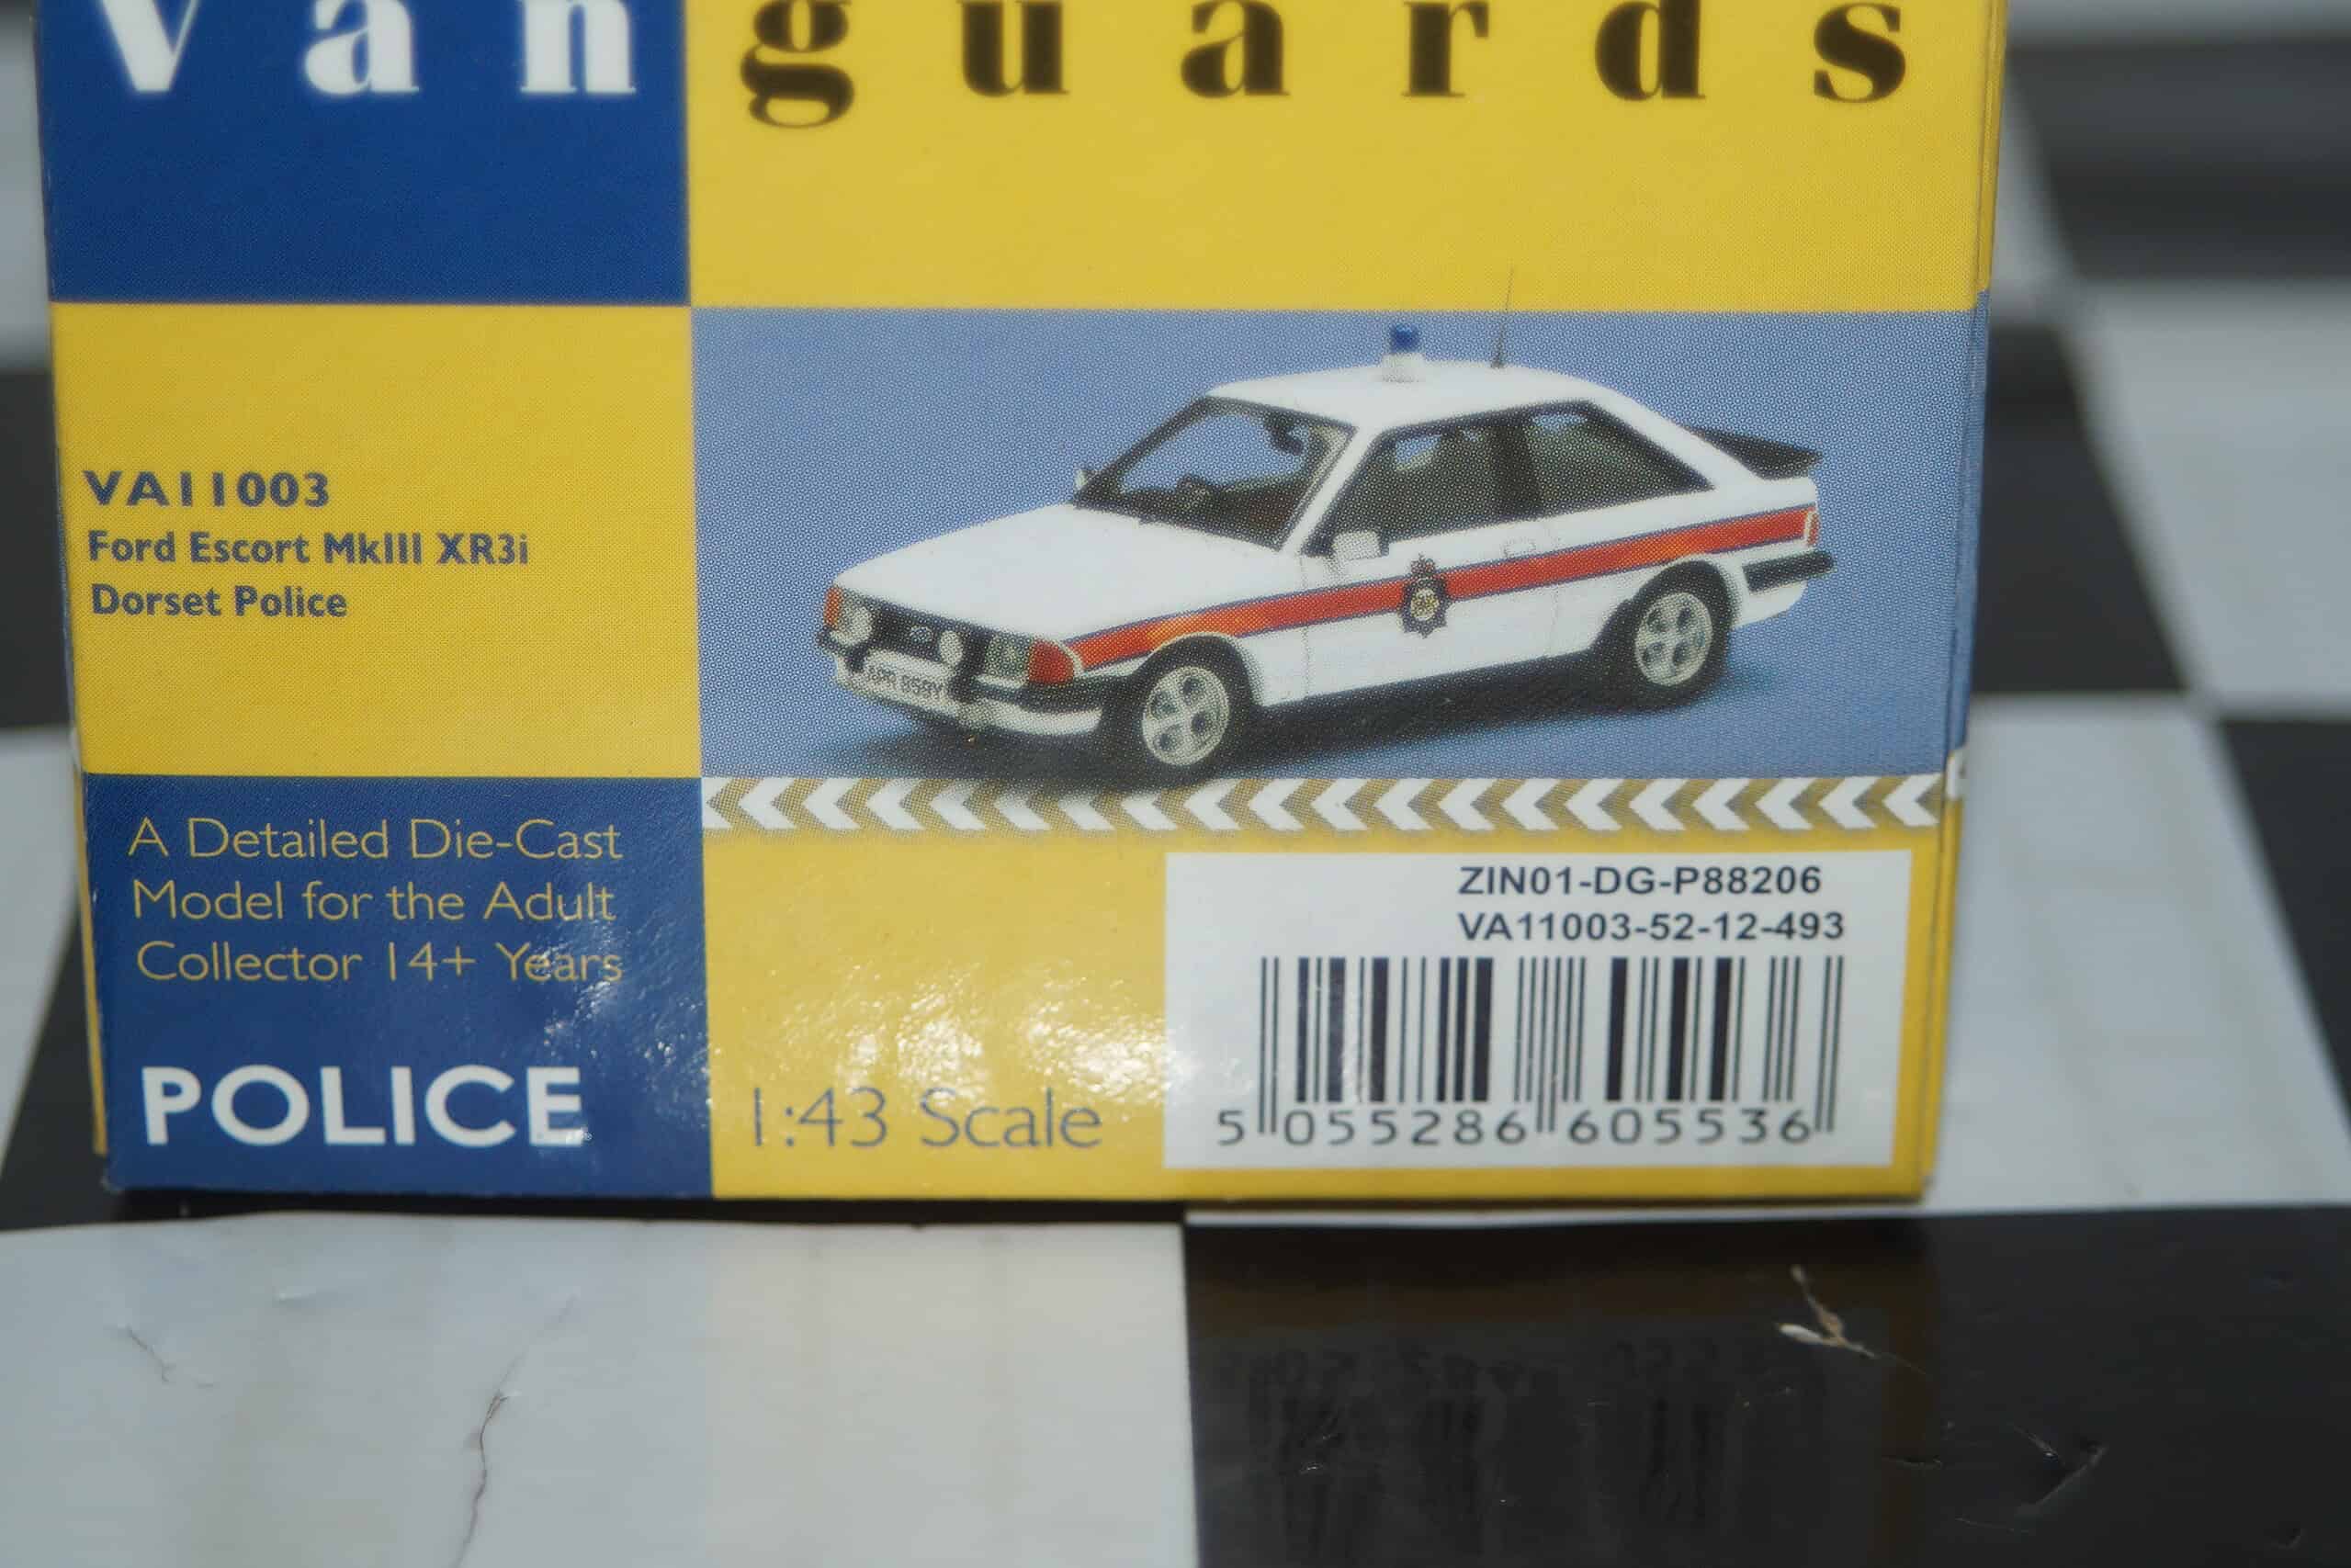 Vanguards
VA11003
Ford Escort MkIII XR3i
Dorset Police
A Detailed Die-Cast
Model for the Adult
Collector 14+ Years
POLICE
1:43 Scale
ZIN01-DG-P88206
VA11003-52-12-493
5 055286 605536